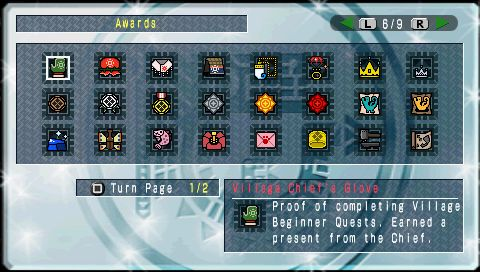 Awards
L 6/9 R
Turn Page 1/2
Village Chief's Glove
Proof of completing Village
Beginner Quests. Earned a
present from the Chief.